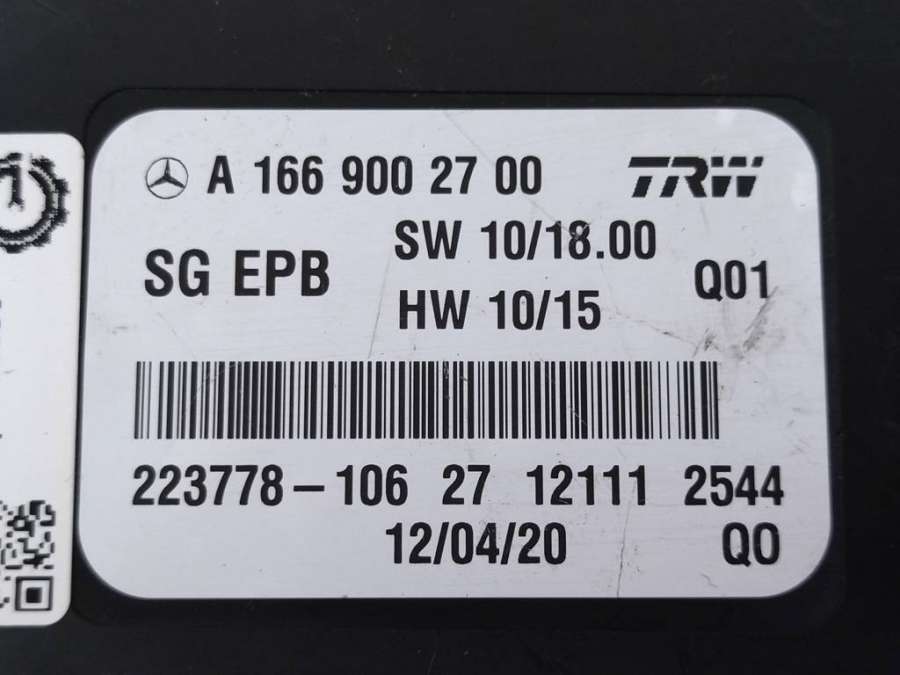 A 166 900 27 00 TRW
SG EPB SW 10/18.00 Q01
HW 10/15
223778-106 27 12111 2544
12/04/20 QO